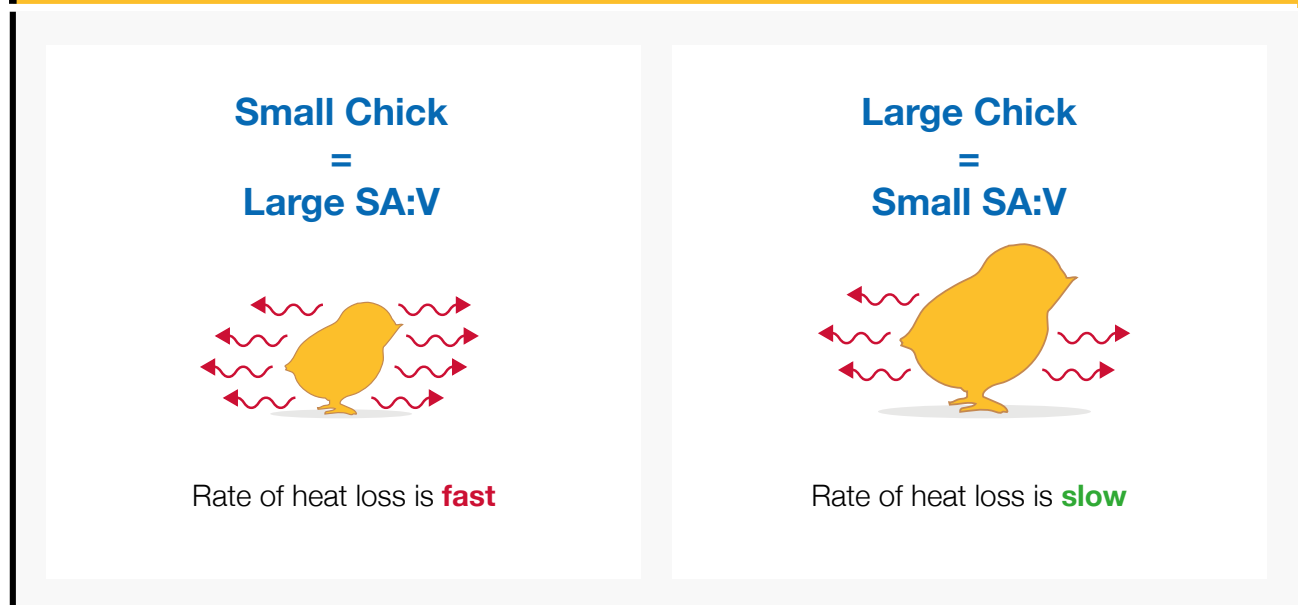 Small Chick
=
Large SA:V
Rate of heat loss is fast
Large Chick
=
Small SA:V
Rate of heat loss is slow